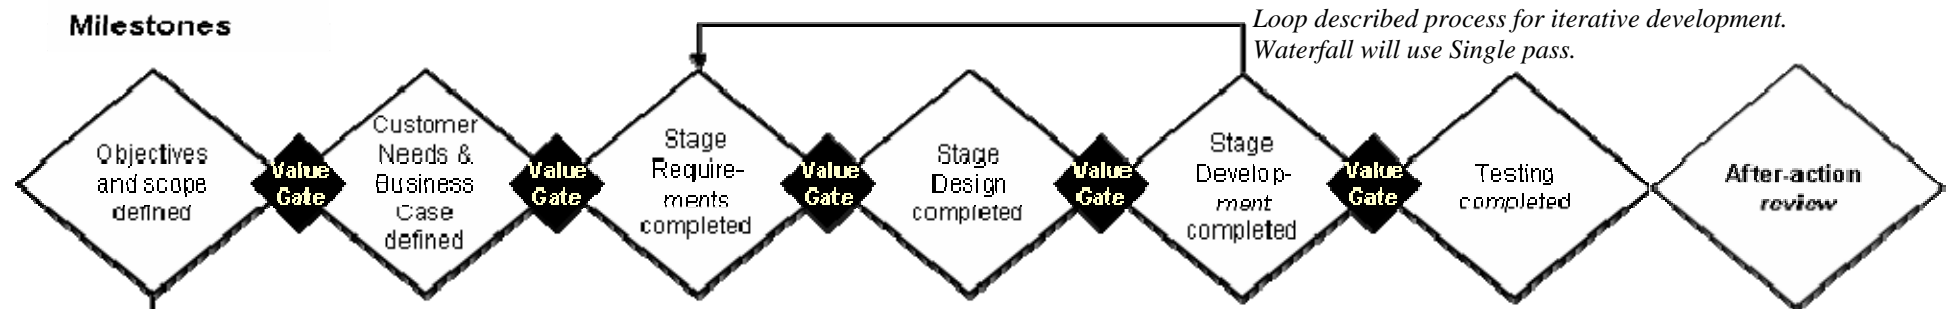 Milestones
Loop described process for iterative development.
Waterfall will use Single pass.
Objectives
and scope
defined
Value
Gate
Customer
Needs &
Business
Case
defined
Value
Gate
Stage
Require-
ments
completed
Value
Gate
Stage
Design
completed
Value
Gate
Stage
Develop-
ment
completed
Value
Gate
Testing
completed
After-action
review